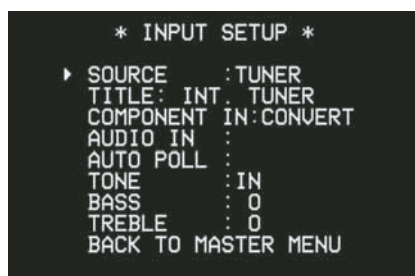 * INPUT SETUP *
SOURCE :TUNER
TITLE: INT. TUNER
COMPONENT IN:CONVERT
AUDIO IN :
AUTO POLL :
TONE :IN
BASS : 0
TREBLE : 0
BACK TO MASTER MENU